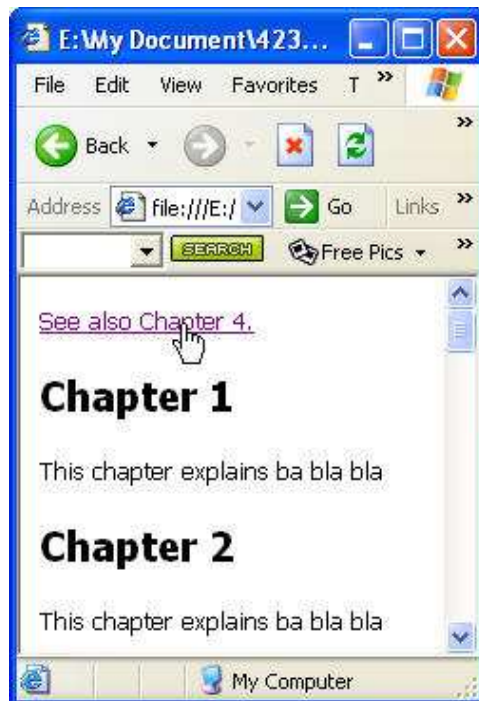 E:\My Document\423...
File Edit View Favorites T »
Back »
Address file:///E:/ Go Links »
SEARCH Free Pics »
See also Chapter 4.
Chapter 1
This chapter explains ba bla bla
Chapter 2
This chapter explains ba bla bla
My Computer